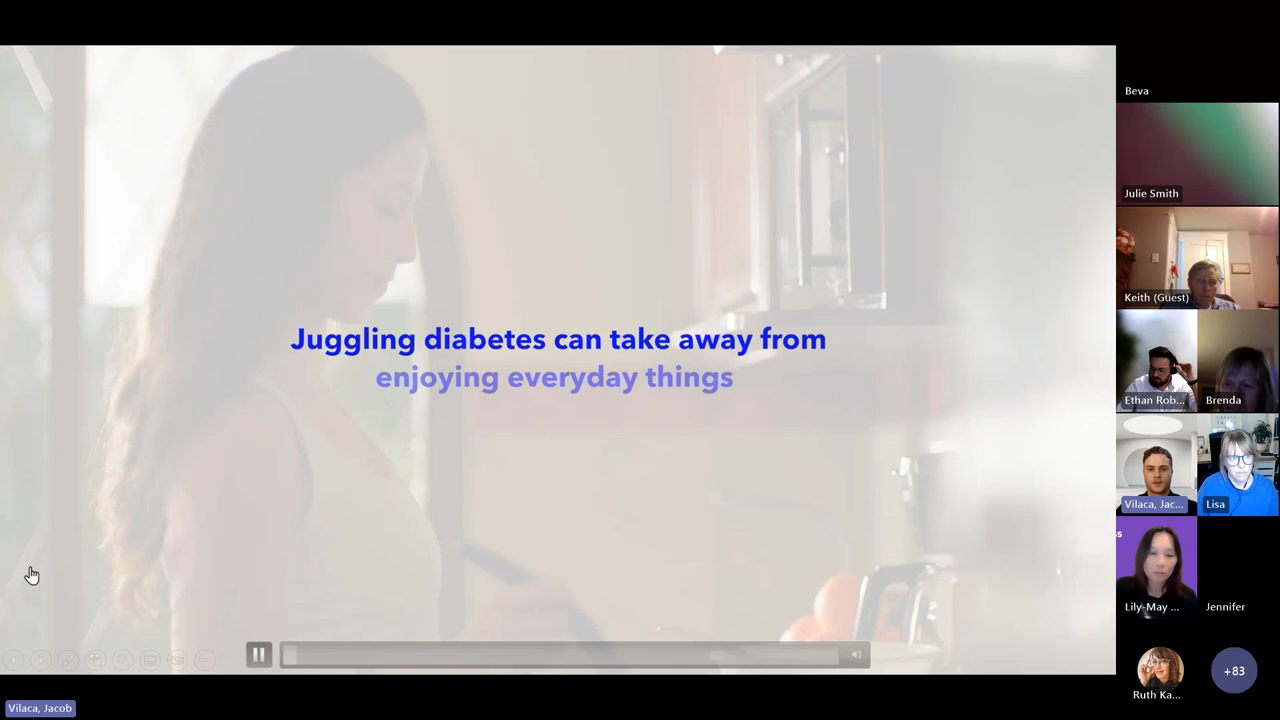 Juggling diabetes can take away from
enjoying everyday things
Beva
Julie Smith
Keith (Guest)
Ethan Rob...
Brenda
Vilaca, Jac...
Lisa
ss
Lily-May ...
Jennifer
Ruth Ka...
+83
Vilaca, Jacob